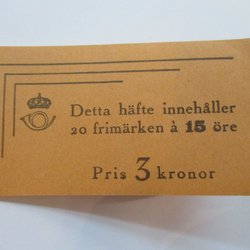 Detta häfte innehåller
20 frimärken à 15 öre
Pris 3 kronor